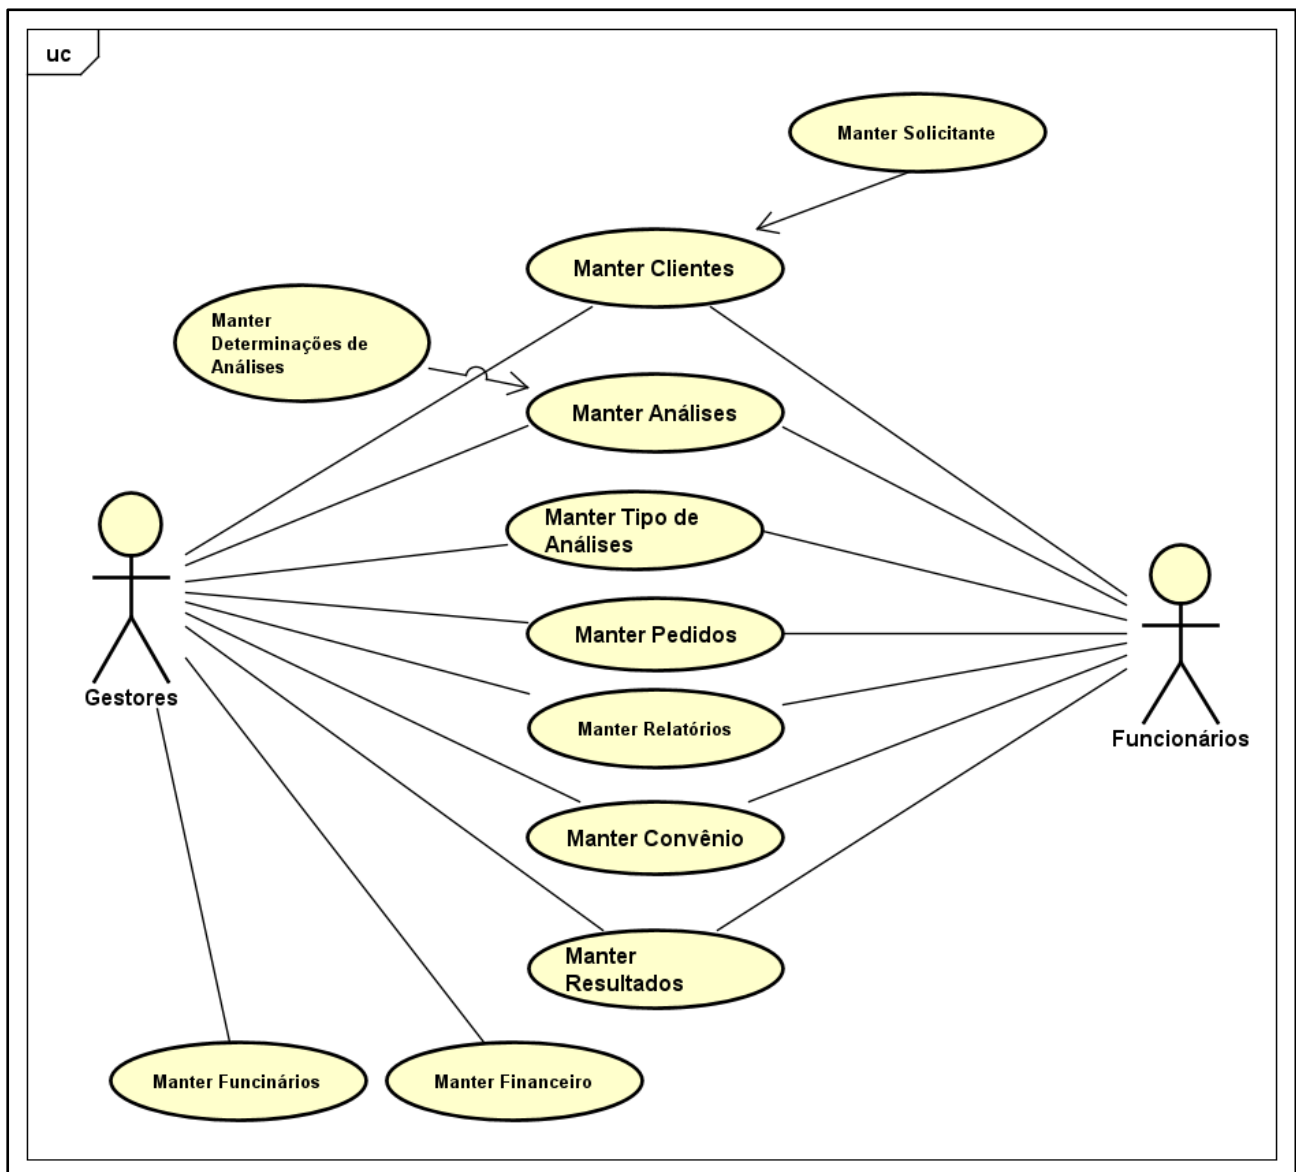 uc
Manter Solicitante
Manter Clientes
Manter
Determinações de
Análises
Manter Análises
Manter Tipo de
Análises
Manter Pedidos
Gestores
Manter Relatórios
Funcionários
Manter Convênio
Manter
Resultados
Manter Funcinários
Manter Financeiro